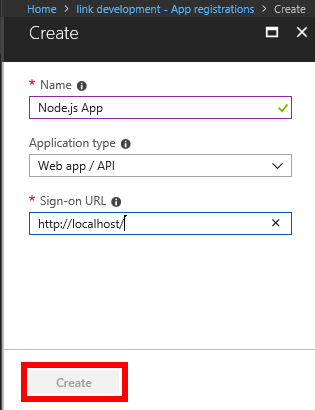 Home > link development - App registrations > Create
Create
* Name
Node.js App
Application type
Web app / API
* Sign-on URL
http://localhost/
Create